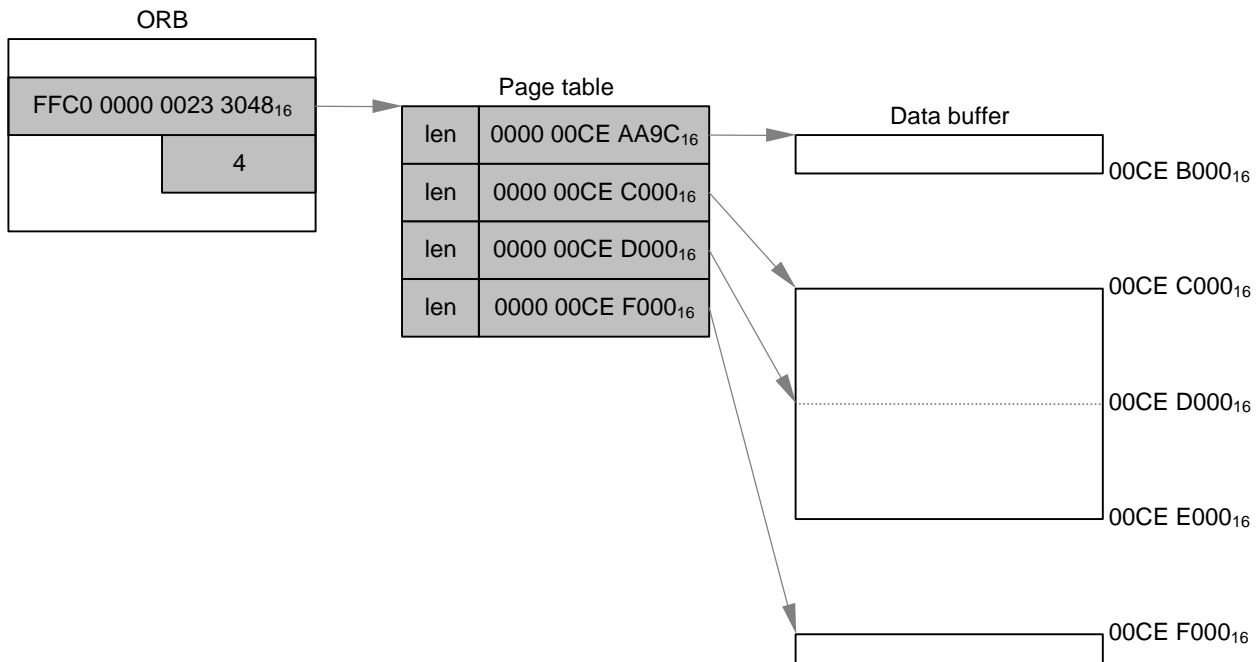 ORB
FFC0 0000 0023 3048₁₆
4
Page table
len 0000 00CE AA9C₁₆
len 0000 00CE C000₁₆
len 0000 00CE D000₁₆
len 0000 00CE F000₁₆
Data buffer
00CE B000₁₆
00CE C000₁₆
00CE D000₁₆
00CE E000₁₆
00CE F000₁₆